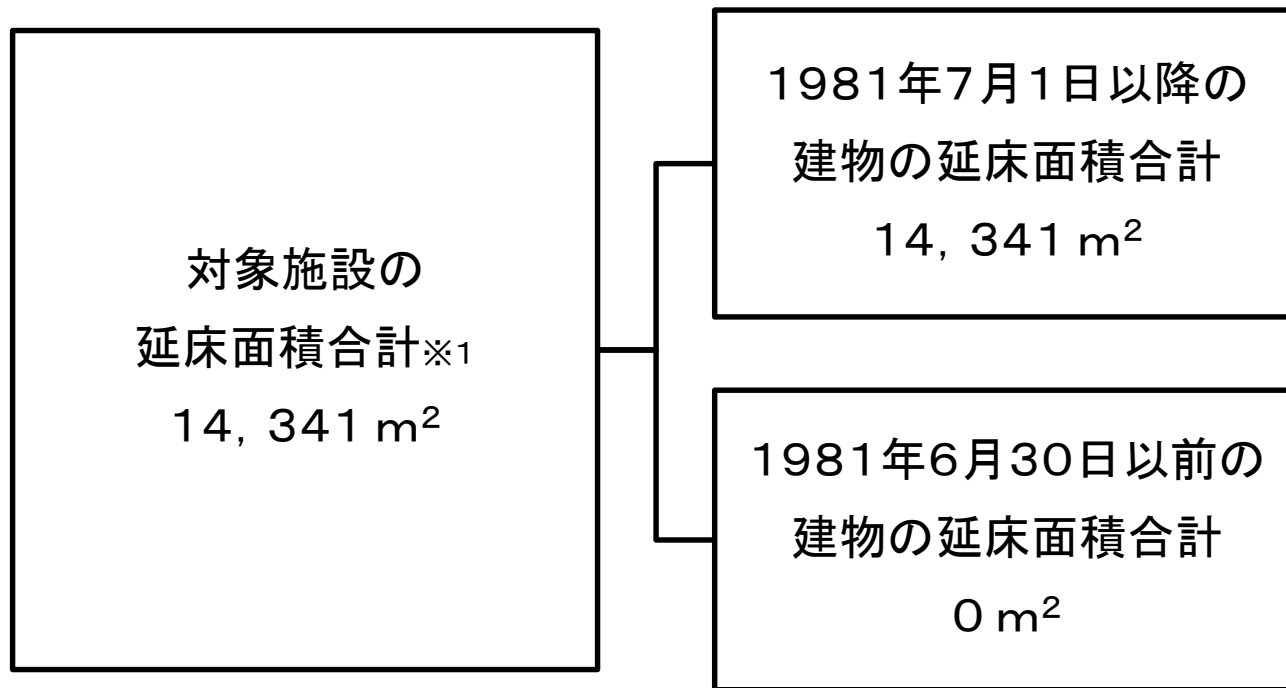 対象施設の
延床面積合計※1
14,341㎡
1981年7月1日以降の
建物の延床面積合計
14,341㎡
1981年6月30日以前の
建物の延床面積合計
0㎡